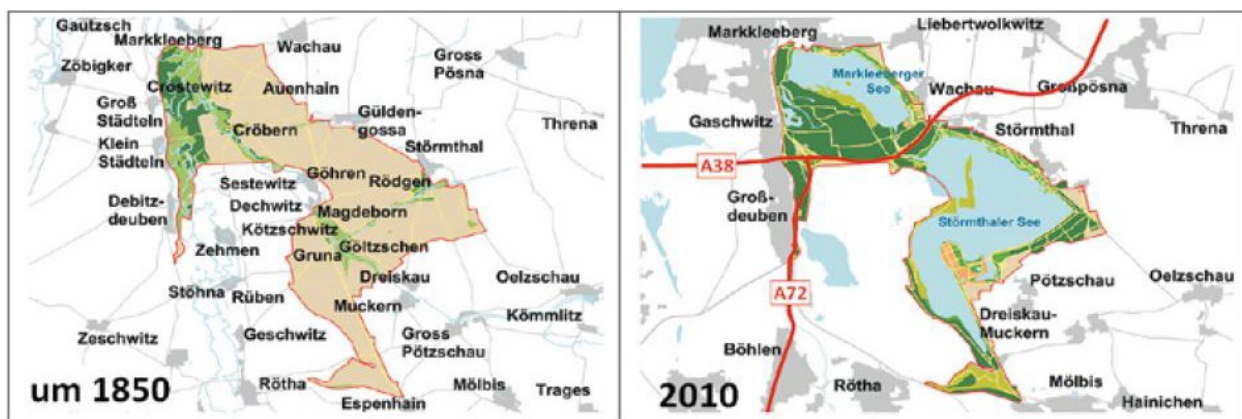 Gautzsch
Markkleeberg
Wachau
Zöbigker
Gross
Pösna
Crostewitz
Auenhain
Groß
Städteln
Cröbern
Gülden-
gossa
Threna
Klein
Städteln
Störmthal
Göhren
Rödgen
Sestewitz
Debitz-
deuben
Dechwitz
Magdeborn
Kötzschwitz
Zehmen
Gruna
Göltzschen
Dreiskau
Oelzschau
Stöhna
Rüben
Muckern
Kömmlitz
Zeschwitz
Geschwitz
Gross
Pötzschau
um 1850
Rötha
Mölbis
Trages
Espenhain
Markkleeberg
Liebertwolkwitz
Markleeberger
See
Wachau
Großpösna
Gaschwitz
Störmthal
Threna
A38
Groß-
deuben
Störmthaler See
Pötzschau
Oelzschau
A72
Dreiskau-
Muckern
Böhlen
2010
Rötha
Mölbis
Hainichen